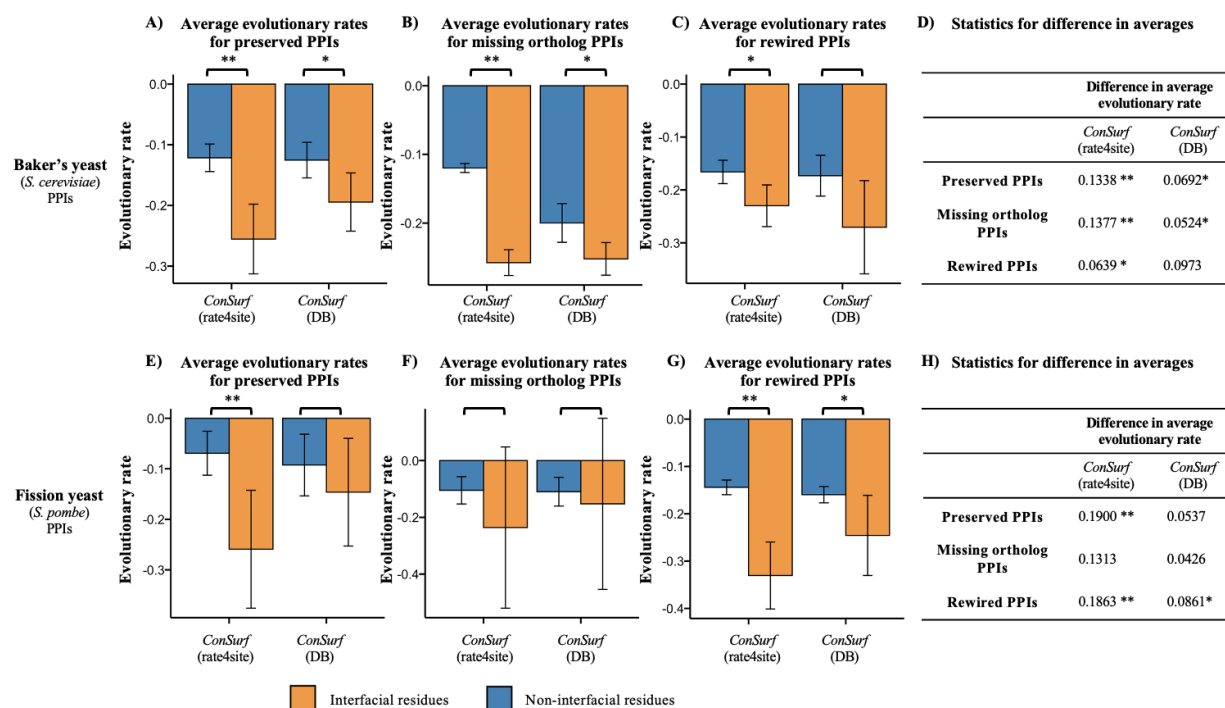 A) Average evolutionary rates
for preserved PPIs
B) Average evolutionary rates
for missing ortholog PPIs
C) Average evolutionary rates
for rewired PPIs
D) Statistics for difference in averages
Baker's yeast
(S. cerevisiae)
PPIs
Evolutionary rate
0.0
-0.1
-0.2
-0.3
**
*
ConSurf
(rate4site)
ConSurf
(DB)
Evolutionary rate
0.0
-0.1
-0.2
**
*
ConSurf
(rate4site)
ConSurf
(DB)
Evolutionary rate
0.0
-0.1
-0.2
-0.3
*
ConSurf
(rate4site)
ConSurf
(DB)
Difference in average
evolutionary rate
ConSurf
(rate4site)
ConSurf
(DB)
Preserved PPIs 0.1338 ** 0.0692*
Missing ortholog
PPIs 0.1377 ** 0.0524*
Rewired PPIs 0.0639 * 0.0973
E) Average evolutionary rates
for preserved PPIs
F) Average evolutionary rates
for missing ortholog PPIs
G) Average evolutionary rates
for rewired PPIs
H) Statistics for difference in averages
Fission yeast
(S. pombe)
PPIs
Evolutionary rate
0.0
-0.1
-0.2
-0.3
**
ConSurf
(rate4site)
ConSurf
(DB)
Evolutionary rate
0.0
-0.2
-0.4
ConSurf
(rate4site)
ConSurf
(DB)
Evolutionary rate
0.0
-0.1
-0.2
-0.3
-0.4
**
*
ConSurf
(rate4site)
ConSurf
(DB)
Difference in average
evolutionary rate
ConSurf
(rate4site)
ConSurf
(DB)
Preserved PPIs 0.1900 ** 0.0537
Missing ortholog
PPIs 0.1313 0.0426
Rewired PPIs 0.1863 ** 0.0861*
Interfacial residues
Non-interfacial residues